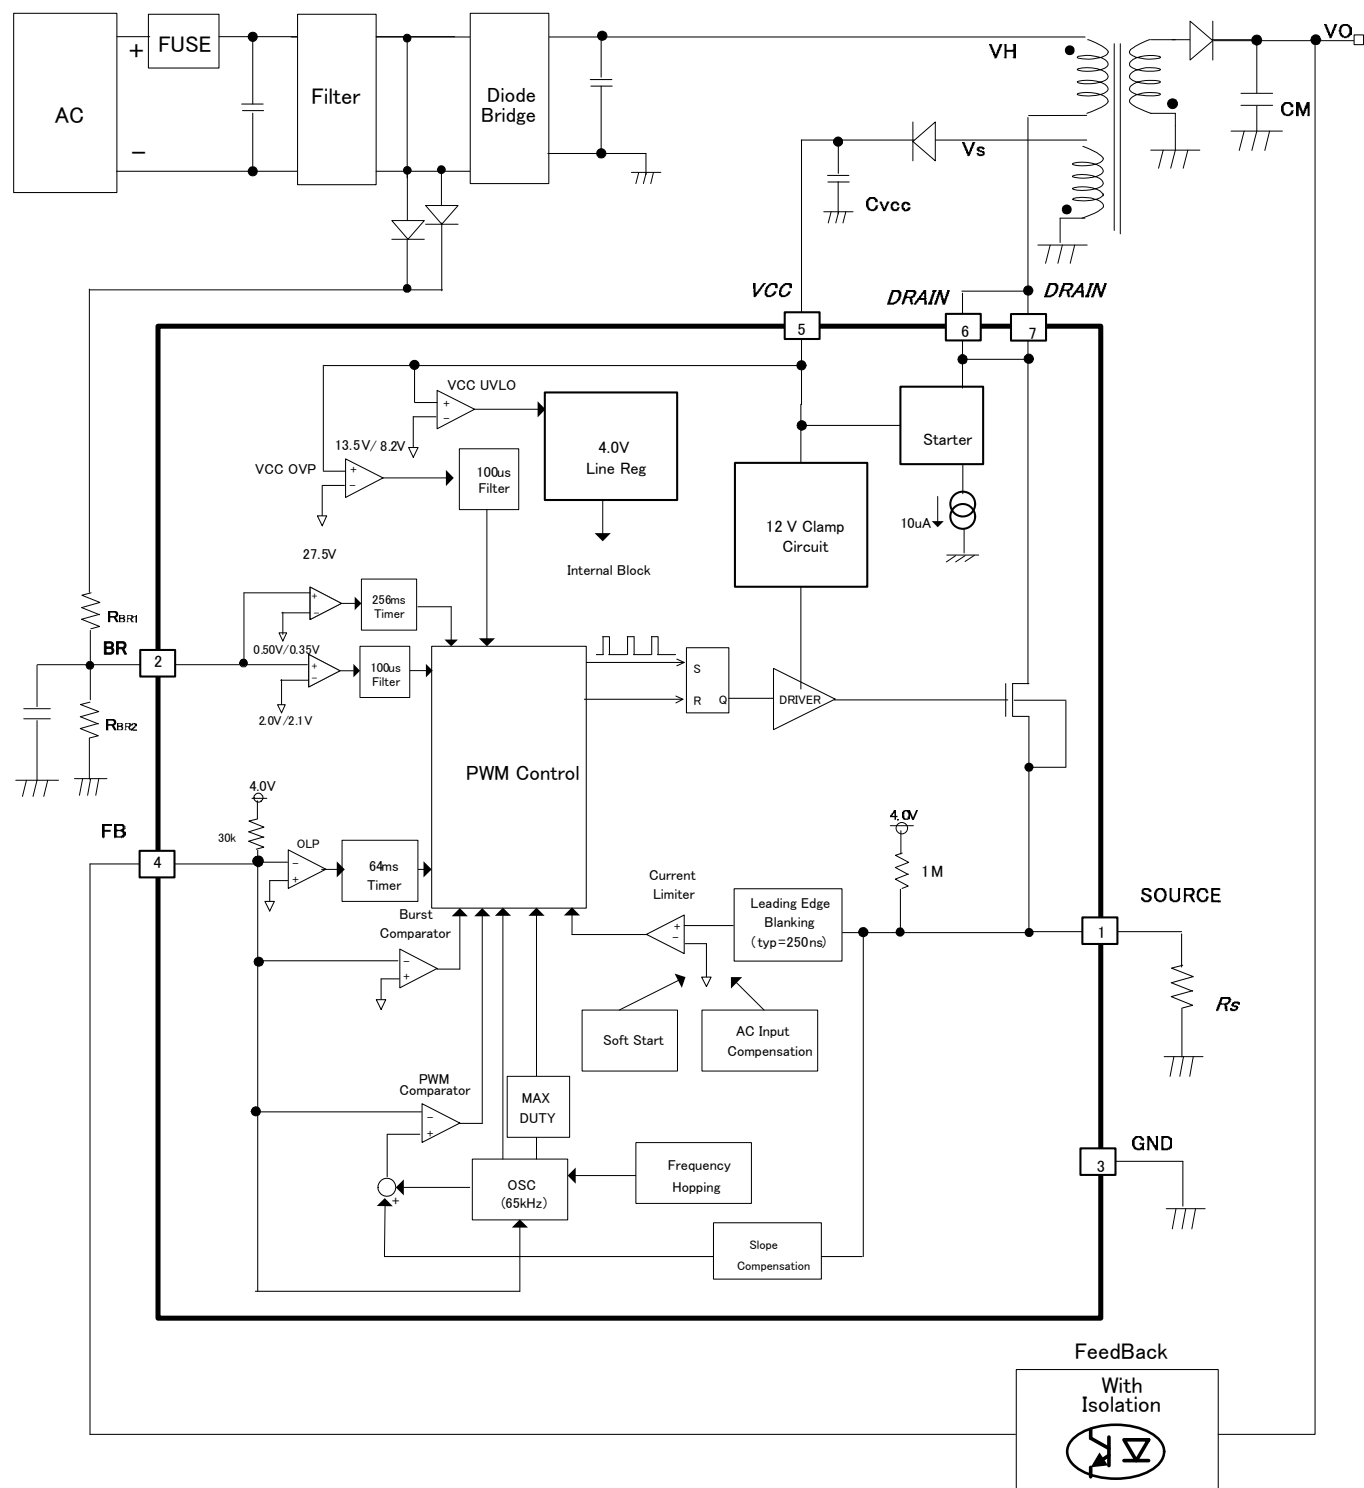 AC
+
FUSE
−
Filter
Diode
Bridge
VH
VO
CM
Vs
Cvcc
VCC
DRAIN
DRAIN
5
6
7
VCC UVLO
+
−
13.5V/ 8.2V
VCC OVP
+
−
27.5V
100us
Filter
4.0V
Line Reg
Internal Block
Starter
10uA
12 V Clamp
Circuit
RBR1
BR
2
RBR2
+
−
256ms
Timer
0.50V/0.35V
+
−
100us
Filter
2.0V/2.1V
PWM Control
S
R
Q
DRIVER
4.0V
30k
FB
4
OLP
−
+
64ms
Timer
Burst
Comparator
−
+
Current
Limiter
+
−
Leading Edge
Blanking
(typ=250ns)
4.0V
1M
SOURCE
1
Rs
Soft Start
AC Input
Compensation
PWM
Comparator
−
+
MAX
DUTY
+
OSC
(65kHz)
Frequency
Hopping
Slope
Compensation
GND
3
FeedBack
With
Isolation